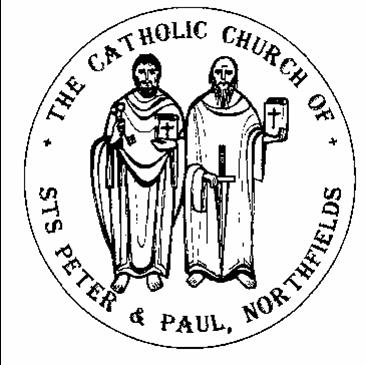 THE CATHOLIC CHURCH OF
STS PETER & PAUL, NORTHFIELDS